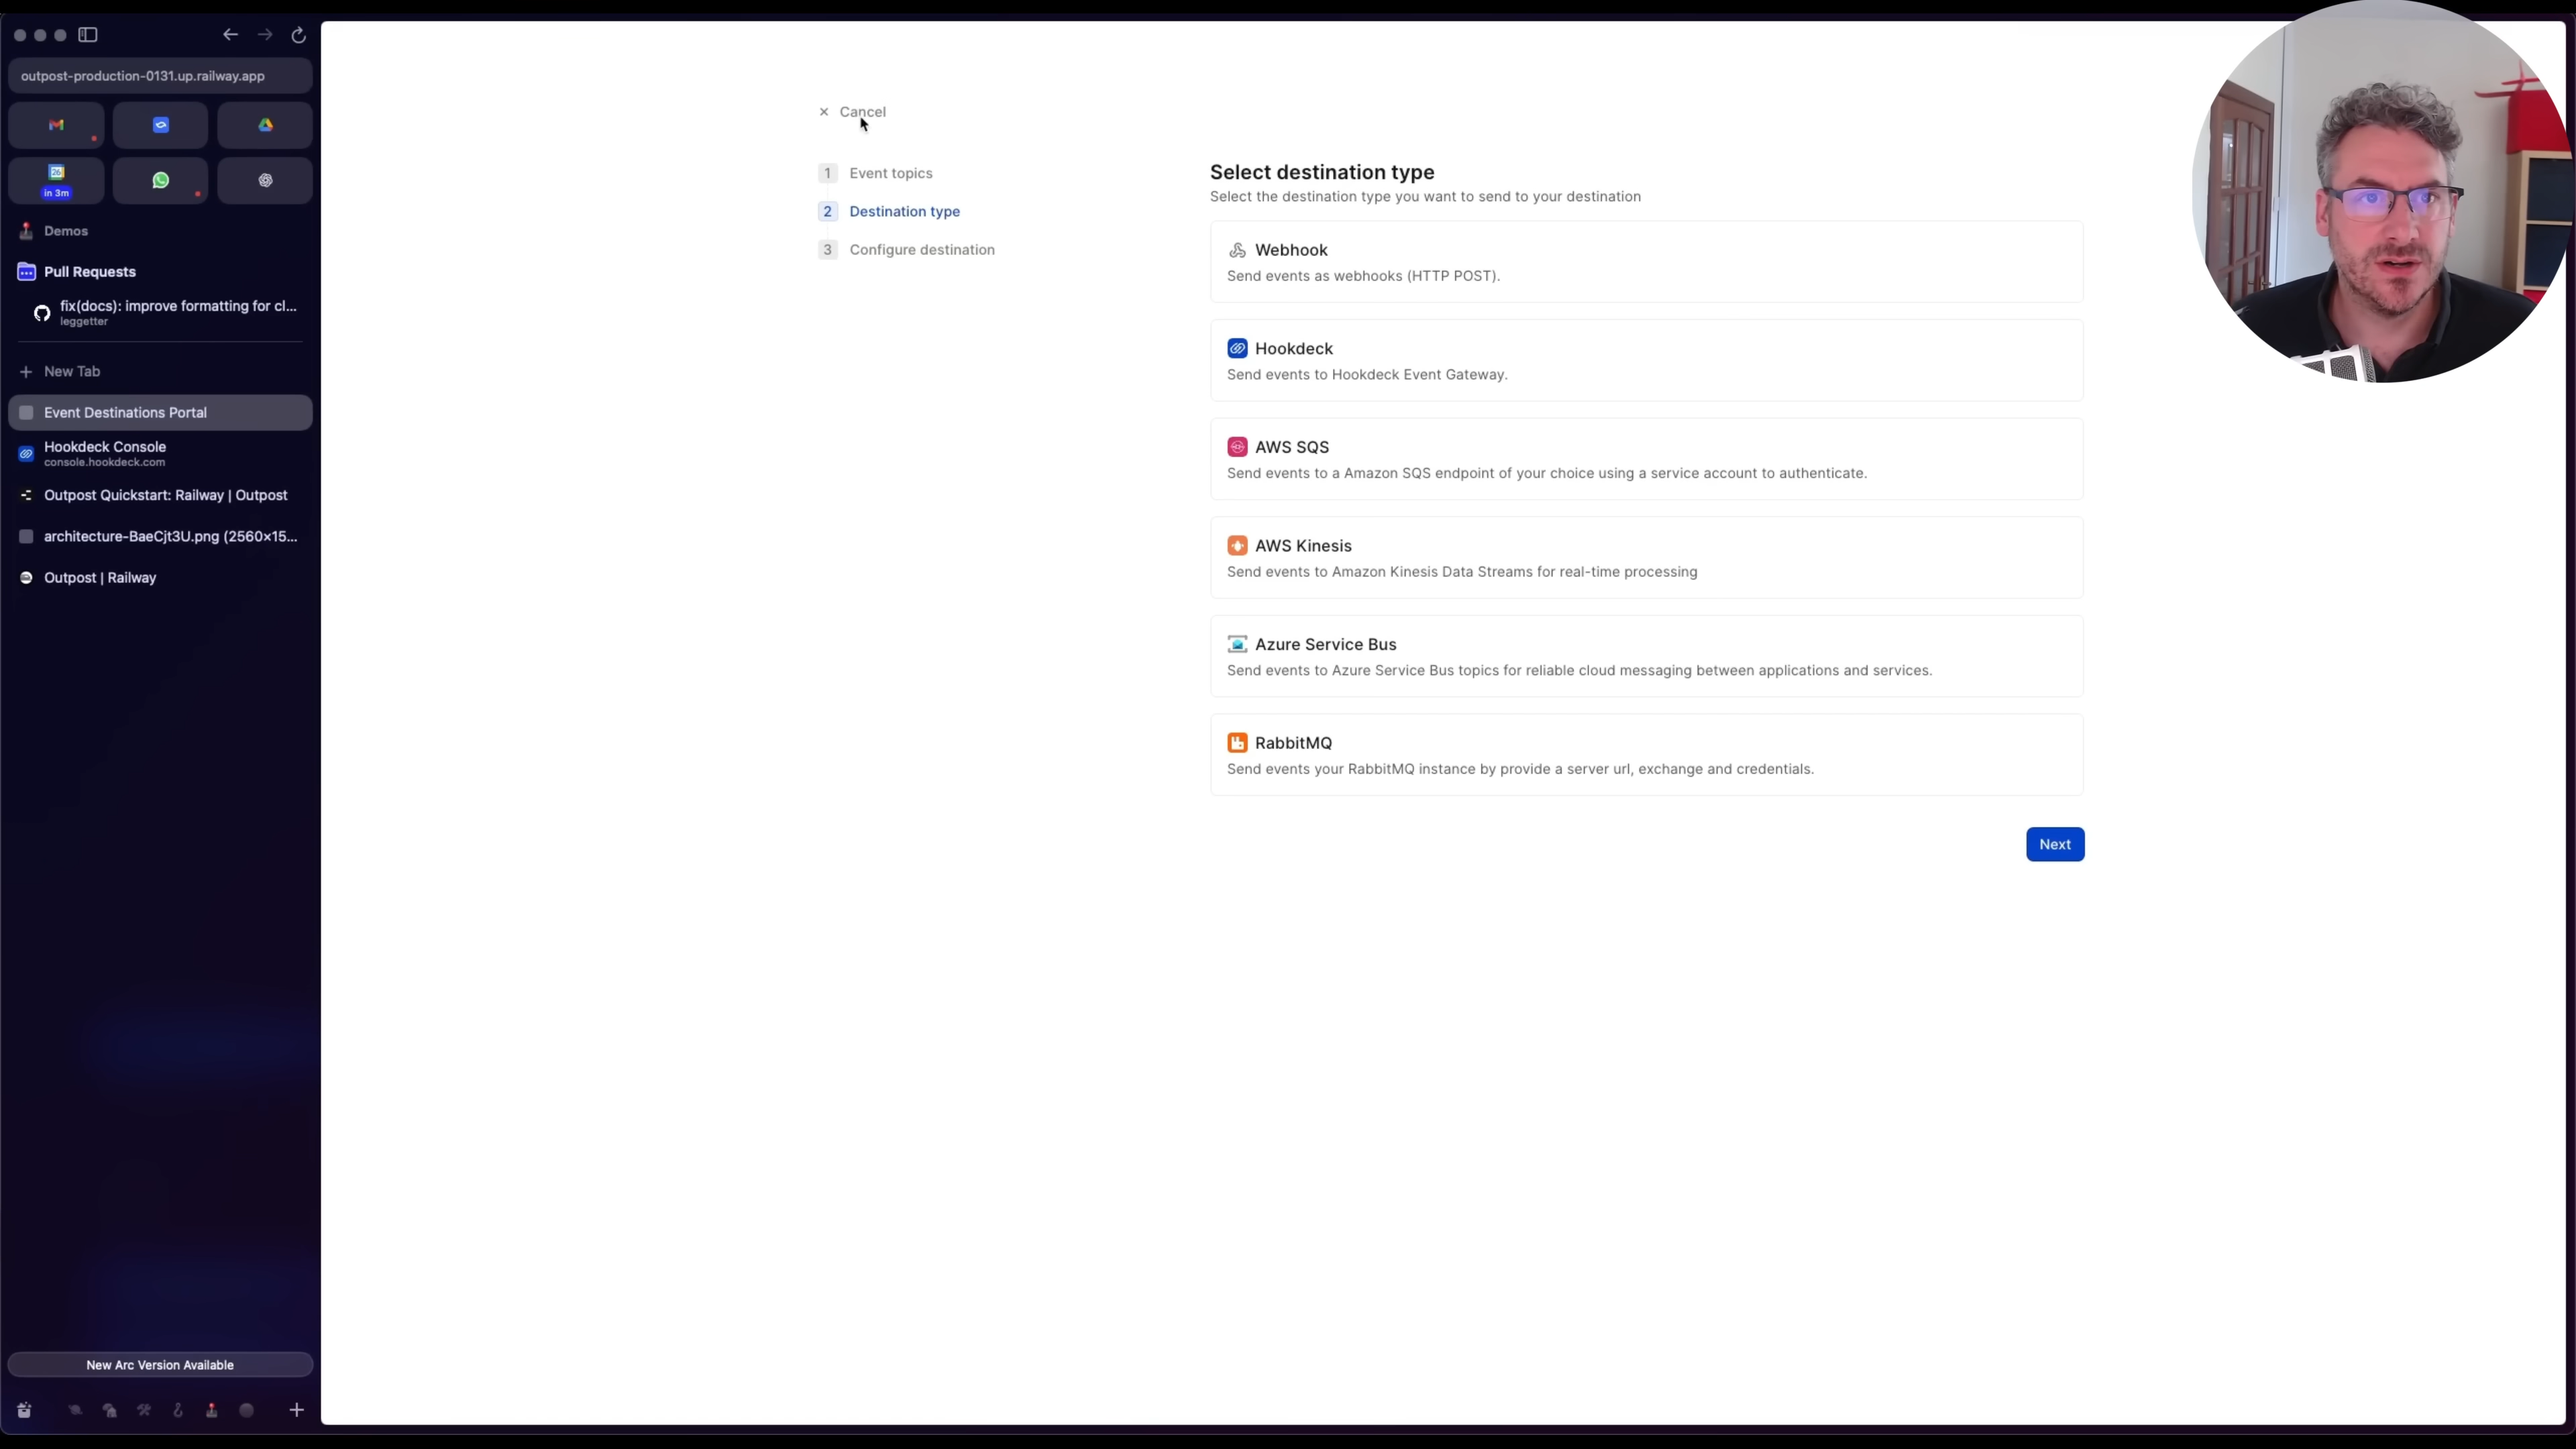 outpost-production-0131.up.railway.app
in 3m
Demos
Pull Requests
fix(docs): improve formatting for cl...
leggetter
New Tab
Event Destinations Portal
Hookdeck Console
console.hookdeck.com
Outpost Quickstart: Railway | Outpost
architecture-BaeCjt3U.png (2560×15...
Outpost | Railway
New Arc Version Available
Cancel
1 Event topics
2 Destination type
3 Configure destination
Select destination type
Select the destination type you want to send to your destination
Webhook
Send events as webhooks (HTTP POST).
Hookdeck
Send events to Hookdeck Event Gateway.
AWS SQS
Send events to a Amazon SQS endpoint of your choice using a service account to authenticate.
AWS Kinesis
Send events to Amazon Kinesis Data Streams for real-time processing
Azure Service Bus
Send events to Azure Service Bus topics for reliable cloud messaging between applications and services.
RabbitMQ
Send events your RabbitMQ instance by provide a server url, exchange and credentials.
Next